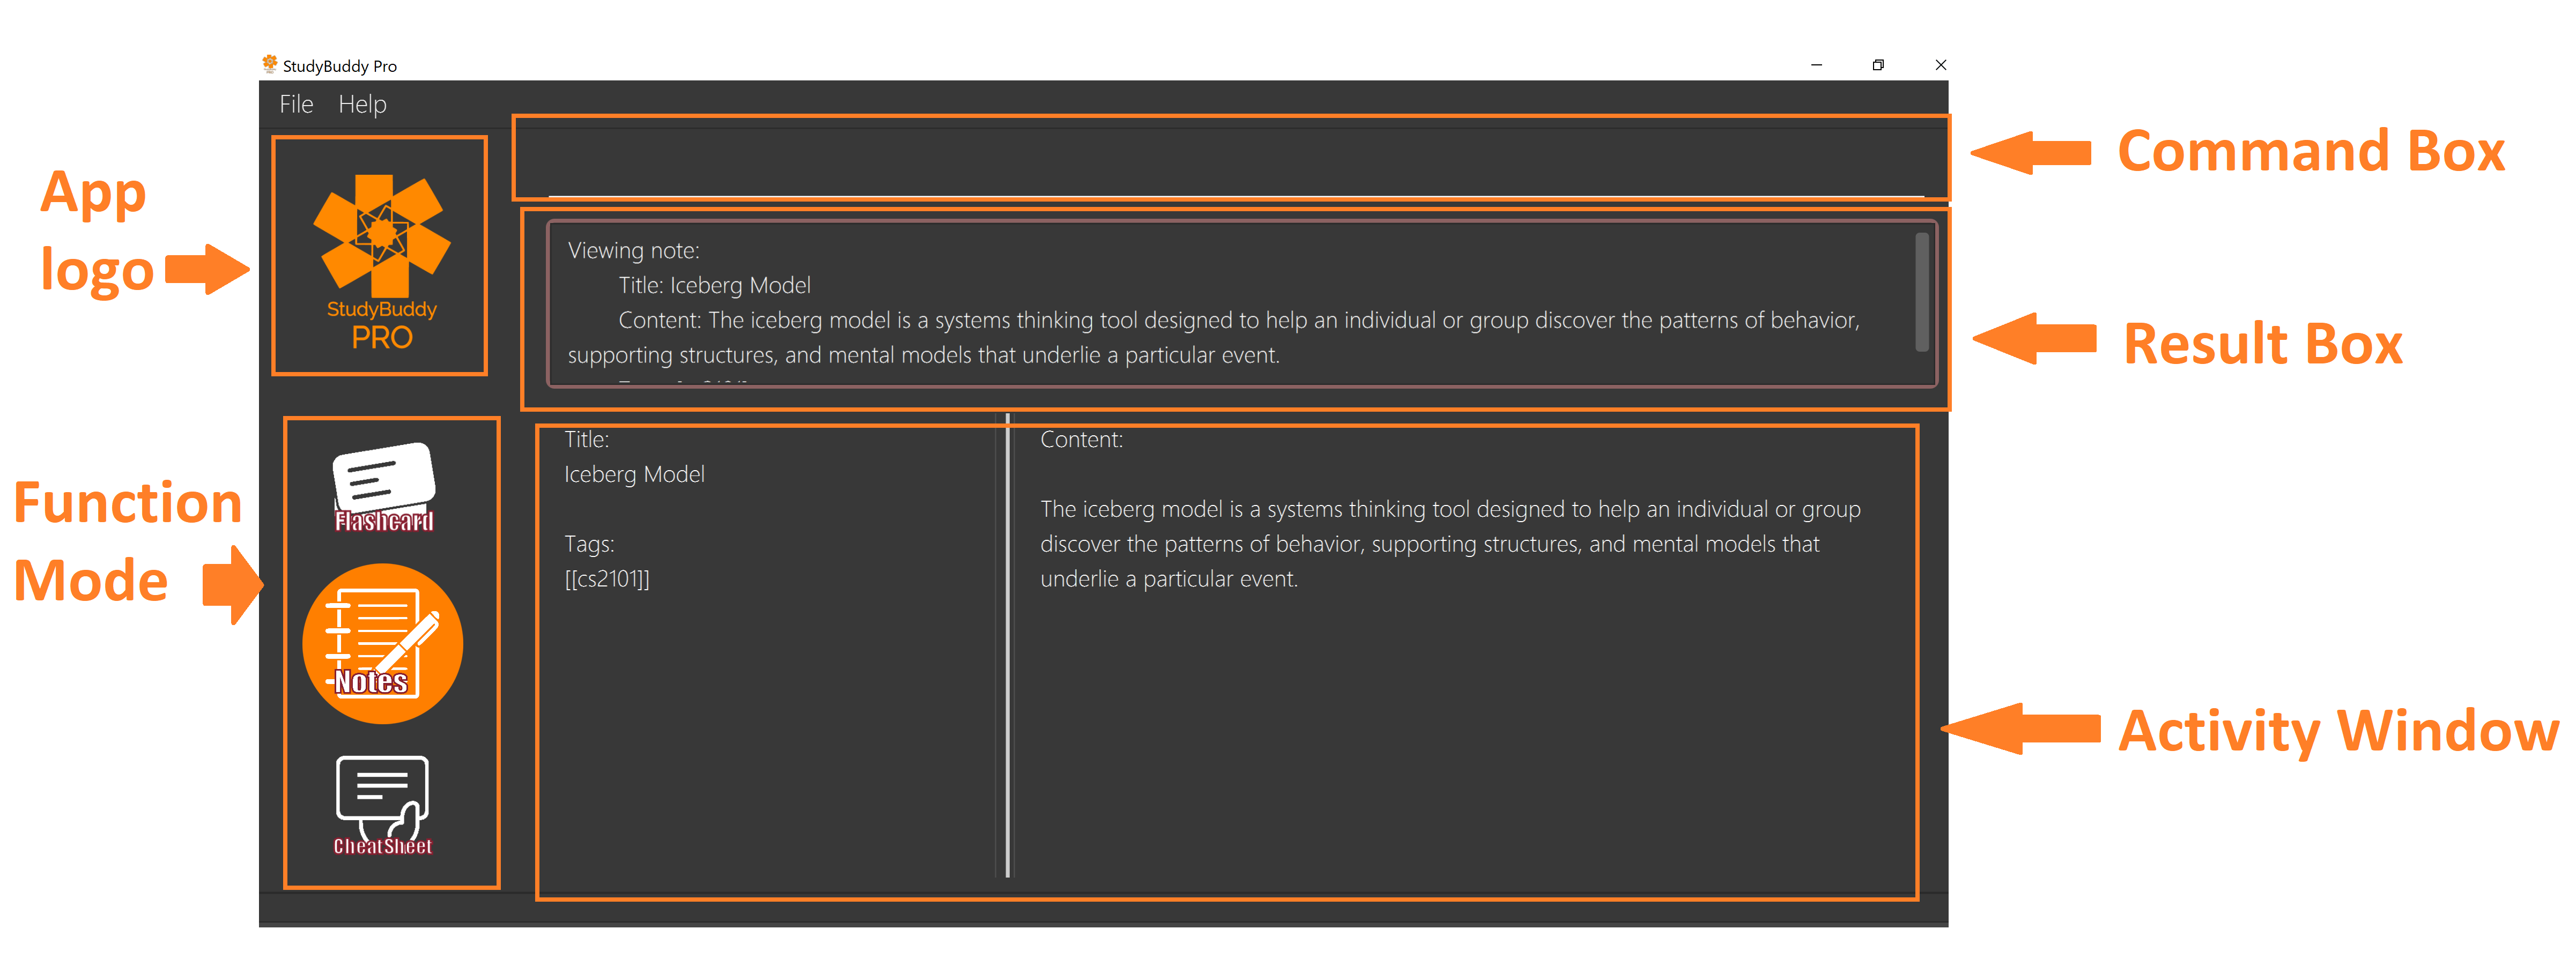 StudyBuddy Pro
File Help
App
logo
StudyBuddy
PRO
Command Box
Viewing note:
Title: Iceberg Model
Content: The iceberg model is a systems thinking tool designed to help an individual or group discover the patterns of behavior,
supporting structures, and mental models that underlie a particular event.
Result Box
Function
Mode
Flashcard
Notes
CheatSheet
Title:
Iceberg Model
Tags:
[[cs2101]]
Content:
The iceberg model is a systems thinking tool designed to help an individual or group
discover the patterns of behavior, supporting structures, and mental models that
underlie a particular event.
Activity Window